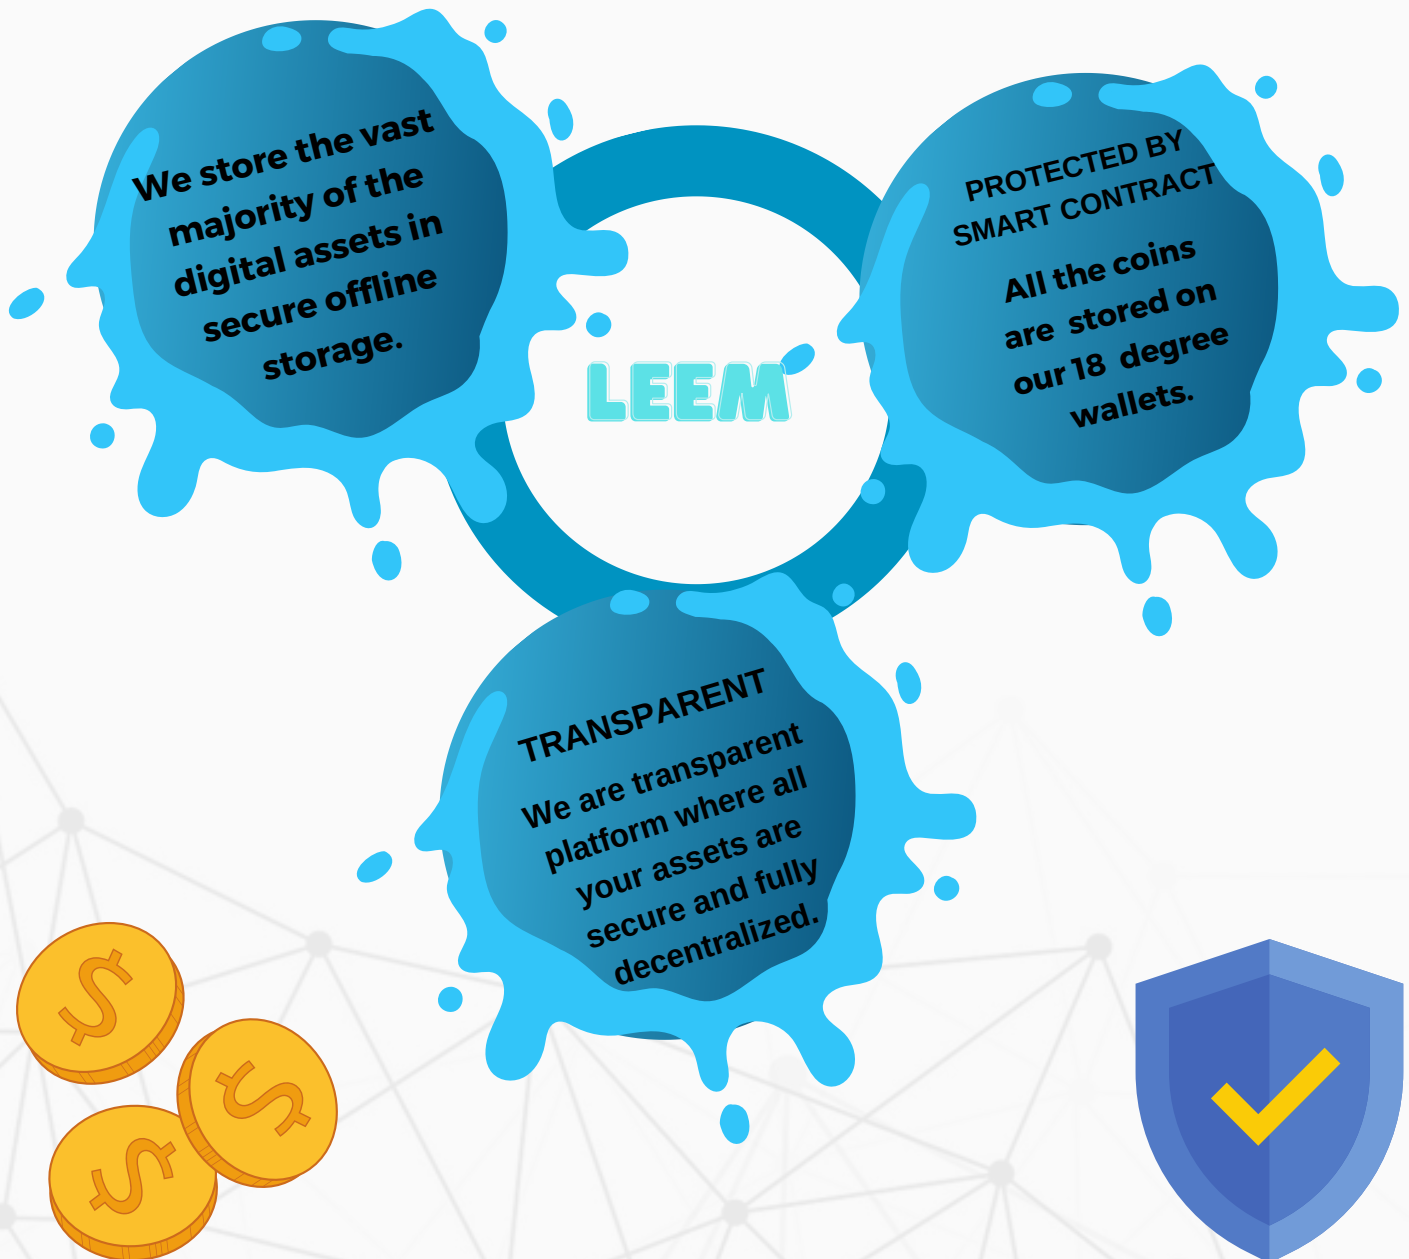 We store the vast
majority of the
digital assets in
secure offline
storage.
PROTECTED BY
SMART CONTRACT
All the coins
are stored on
our 18 degree
wallets.
LEEM
TRANSPARENT
We are transparent
platform where all
your assets are
secure and fully
decentralized.
$
$
$